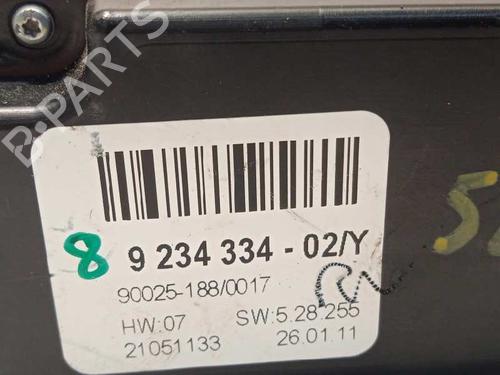 B-PARTS
8 9 234 334 - 02/Y
90025-188/0017
HW:07 SW:5.28.255
21051133 26.01.11